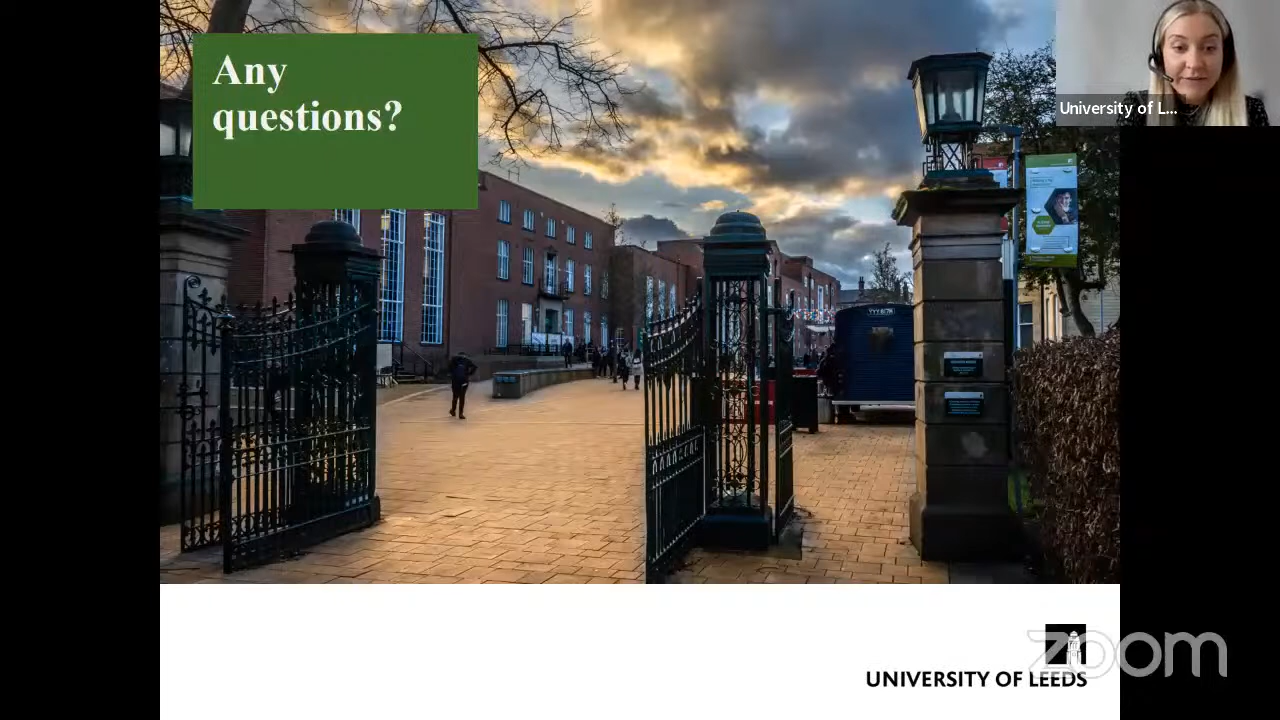 Any
questions?
University of L...
UNIVERSITY OF LEEDS
zoom